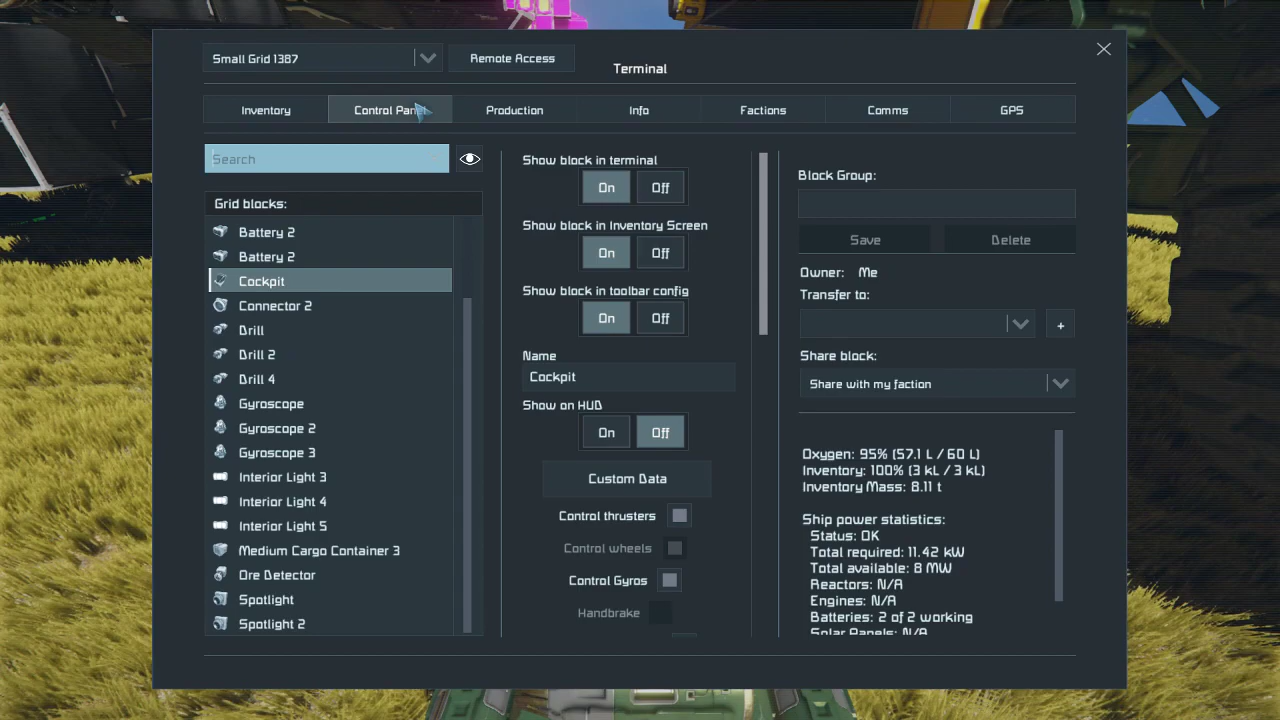 Small Grid 1387
Remote Access
Terminal
Inventory
Control Panel
Production
Info
Factions
Comms
GPS
Search
Grid blocks:
Battery 2
Battery 2
Cockpit
Connector 2
Drill
Drill 2
Drill 4
Gyroscope
Gyroscope 2
Gyroscope 3
Interior Light 3
Interior Light 4
Interior Light 5
Medium Cargo Container 3
Ore Detector
Spotlight
Spotlight 2
Show block in terminal
On Off
Show block in Inventory Screen
On Off
Show block in toolbar config
On Off
Name
Cockpit
Show on HUD
On Off
Custom Data
Control thrusters
Control wheels
Control Gyros
Handbrake
Block Group:
Save Delete
Owner: Me
Transfer to:
+
Share block:
Share with my faction
Oxygen: 95% (57.1 L / 60 L)
Inventory: 100% (3 kL / 3 kL)
Inventory Mass: 8.11 t
Ship power statistics:
Status: OK
Total required: 11.42 kW
Total available: 8 MW
Reactors: N/A
Engines: N/A
Batteries: 2 of 2 working
Solar Panels: N/A